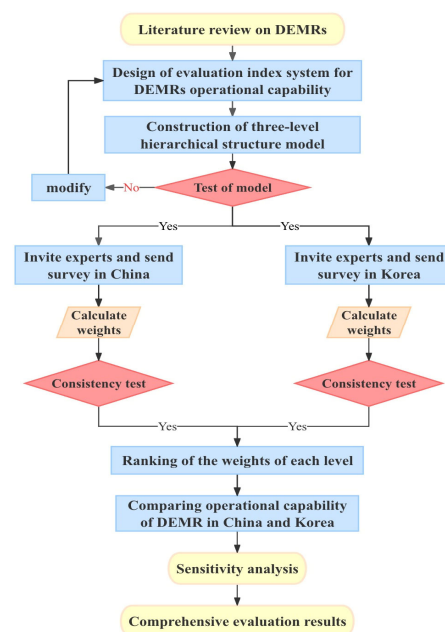 Literature review on DEMRs
Design of evaluation index system for
DEMRs operational capability
Construction of three-level
hierarchical structure model
modify
No
Test of model
Yes
Yes
Invite experts and send
survey in China
Invite experts and send
survey in Korea
Calculate
weights
Calculate
weights
Consistency test
Consistency test
Yes
Yes
Ranking of the weights of each level
Comparing operational capability
of DEMR in China and Korea
Sensitivity analysis
Comprehensive evaluation results